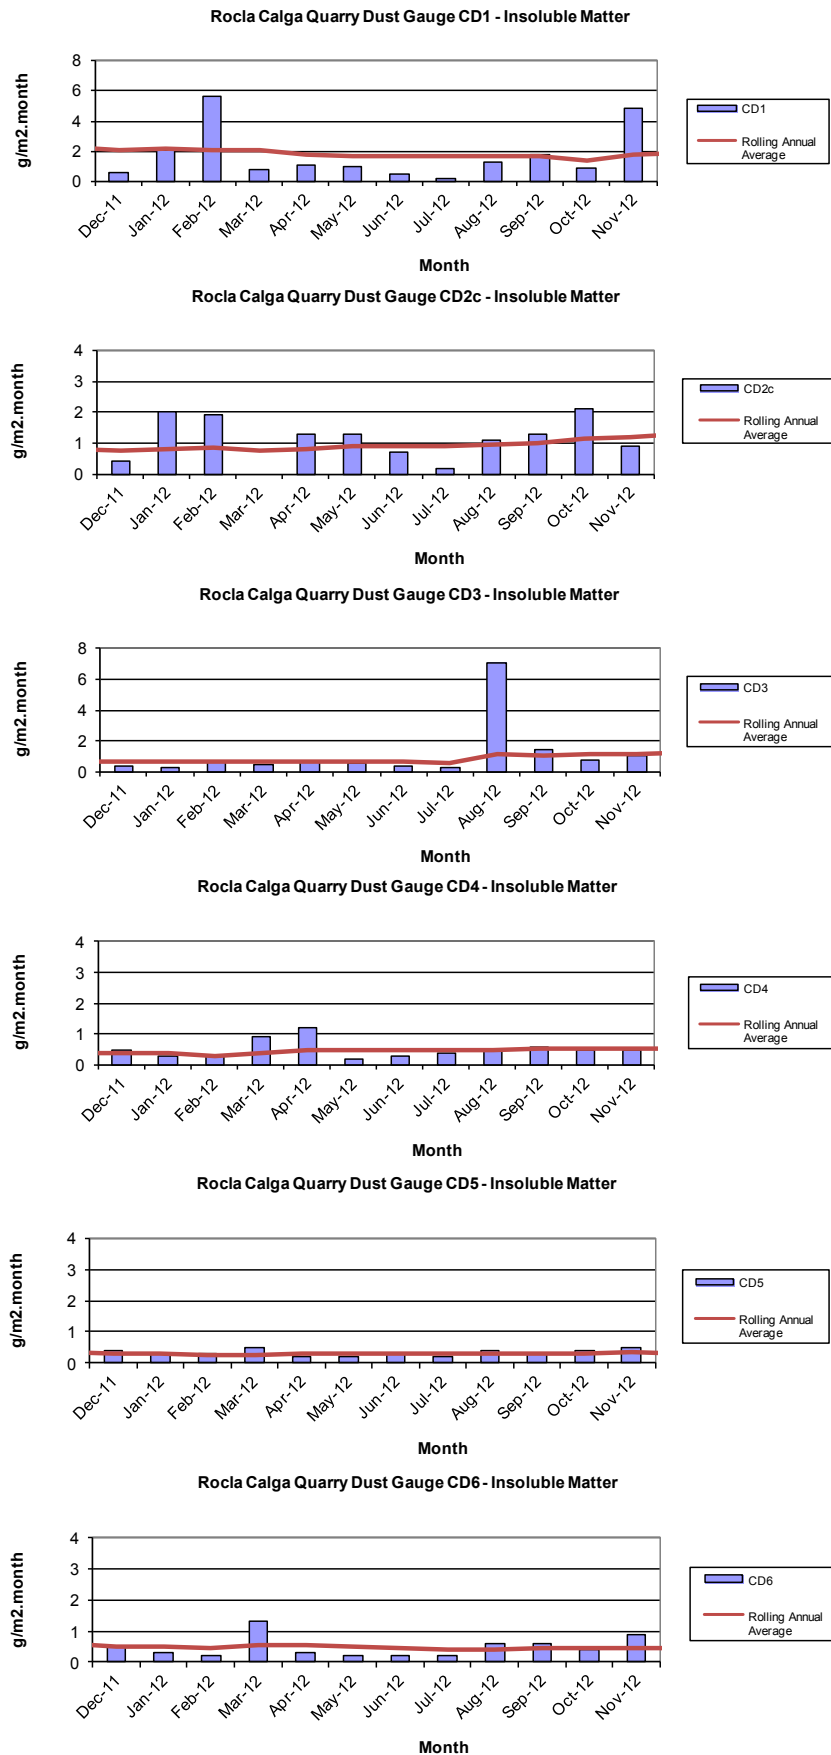 Rocla Calga Quarry Dust Gauge CD1 - Insoluble Matter
g/m2.month
8
6
4
2
0
Dec-11
Jan-12
Feb-12
Mar-12
Apr-12
May-12
Jun-12
Jul-12
Aug-12
Sep-12
Oct-12
Nov-12
Month
CD1
Rolling Annual
Average
Rocla Calga Quarry Dust Gauge CD2c - Insoluble Matter
g/m2.month
4
3
2
1
0
Dec-11
Jan-12
Feb-12
Mar-12
Apr-12
May-12
Jun-12
Jul-12
Aug-12
Sep-12
Oct-12
Nov-12
Month
CD2c
Rolling Annual
Average
Rocla Calga Quarry Dust Gauge CD3 - Insoluble Matter
g/m2.month
8
6
4
2
0
Dec-11
Jan-12
Feb-12
Mar-12
Apr-12
May-12
Jun-12
Jul-12
Aug-12
Sep-12
Oct-12
Nov-12
Month
CD3
Rolling Annual
Average
Rocla Calga Quarry Dust Gauge CD4 - Insoluble Matter
g/m2.month
4
3
2
1
0
Dec-11
Jan-12
Feb-12
Mar-12
Apr-12
May-12
Jun-12
Jul-12
Aug-12
Sep-12
Oct-12
Nov-12
Month
CD4
Rolling Annual
Average
Rocla Calga Quarry Dust Gauge CD5 - Insoluble Matter
g/m2.month
4
3
2
1
0
Dec-11
Jan-12
Feb-12
Mar-12
Apr-12
May-12
Jun-12
Jul-12
Aug-12
Sep-12
Oct-12
Nov-12
Month
CD5
Rolling Annual
Average
Rocla Calga Quarry Dust Gauge CD6 - Insoluble Matter
g/m2.month
4
3
2
1
0
Dec-11
Jan-12
Feb-12
Mar-12
Apr-12
May-12
Jun-12
Jul-12
Aug-12
Sep-12
Oct-12
Nov-12
Month
CD6
Rolling Annual
Average